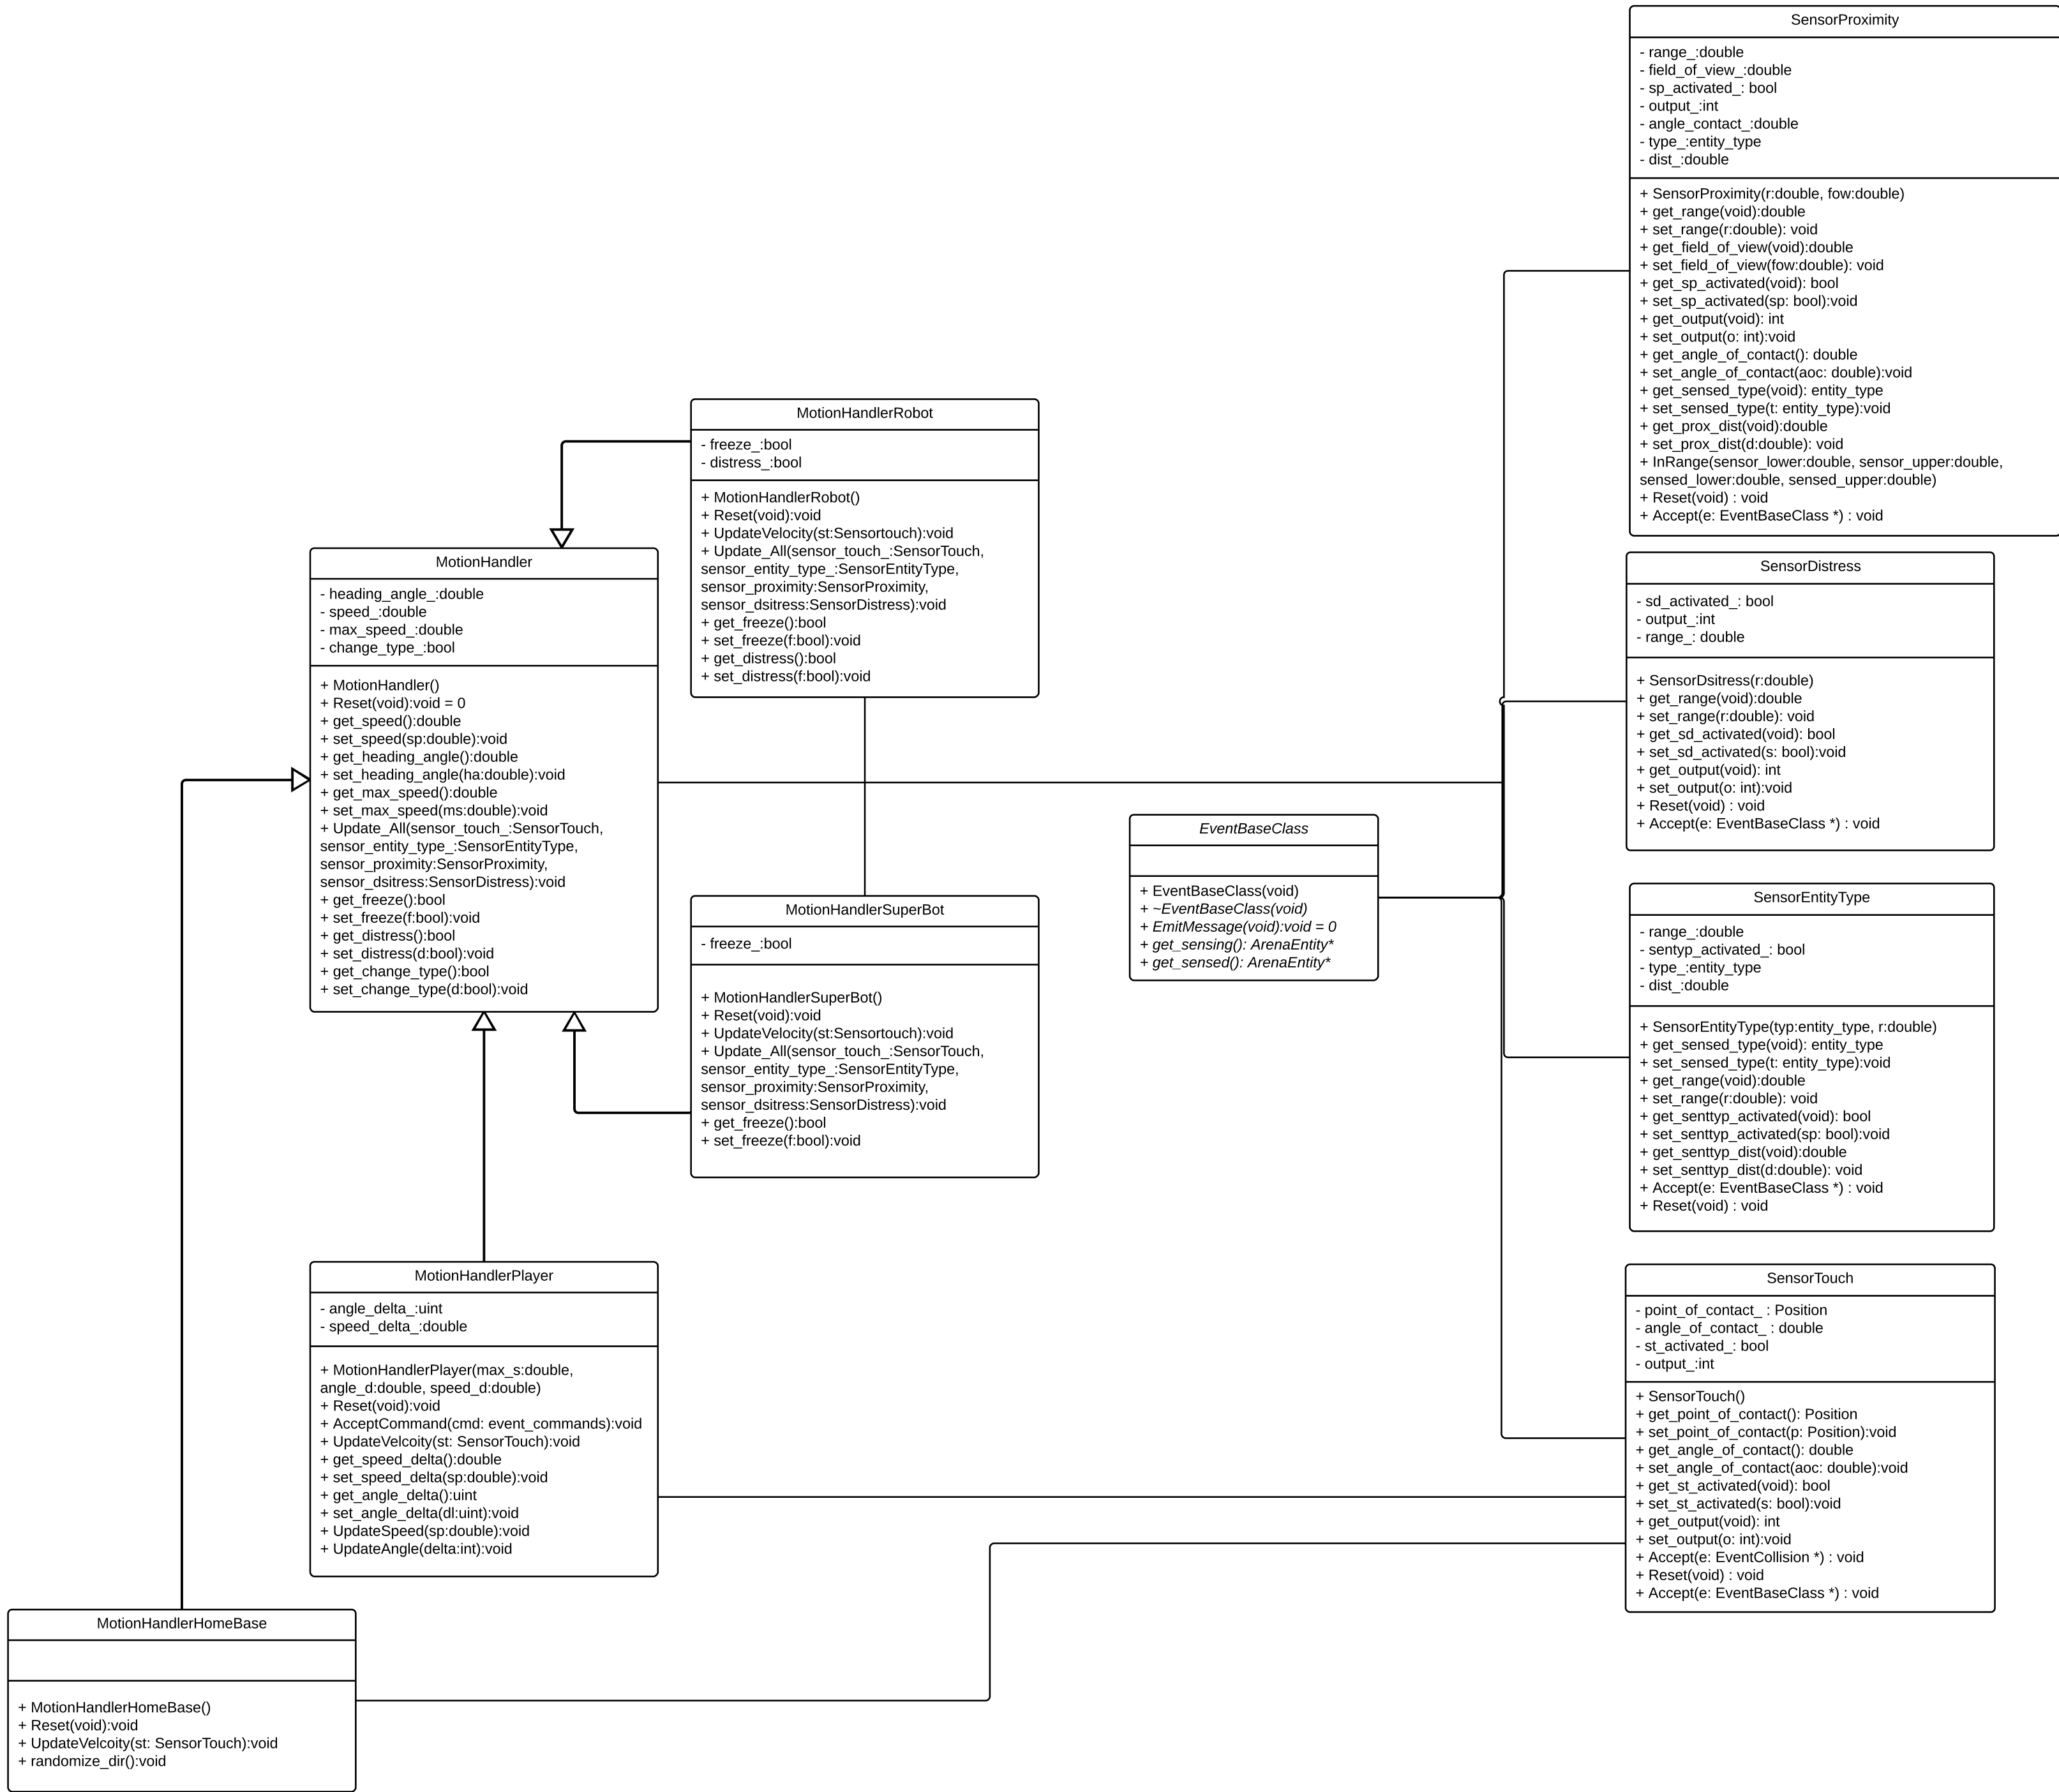 SensorProximity
- range_:double
- field_of_view_:double
- sp_activated_: bool
- output_:int
- angle_contact_:double
- type_:entity_type
- dist_:double
+ SensorProximity(r:double, fow:double)
+ get_range(void):double
+ set_range(r:double): void
+ get_field_of_view(void):double
+ set_field_of_view(fow:double): void
+ get_sp_activated(void): bool
+ set_sp_activated(sp: bool):void
+ get_output(void): int
+ set_output(o: int):void
+ get_angle_of_contact(): double
+ set_angle_of_contact(aoc: double):void
+ get_sensed_type(void): entity_type
+ set_sensed_type(t: entity_type):void
+ get_prox_dist(void):double
+ set_prox_dist(d:double): void
+ InRange(sensor_lower:double, sensor_upper:double,
sensed_lower:double, sensed_upper:double)
+ Reset(void) : void
+ Accept(e: EventBaseClass *) : void
MotionHandlerRobot
- freeze_:bool
- distress_:bool
+ MotionHandlerRobot()
+ Reset(void):void
+ UpdateVelocity(st:Sensortouch):void
+ Update_All(sensor_touch_:SensorTouch,
sensor_entity_type_:SensorEntityType,
sensor_proximity:SensorProximity,
sensor_dsitress:SensorDistress):void
+ get_freeze():bool
+ set_freeze(f:bool):void
+ get_distress():bool
+ set_distress(f:bool):void
MotionHandler
- heading_angle_:double
- speed_:double
- max_speed_:double
- change_type_:bool
+ MotionHandler()
+ Reset(void):void = 0
+ get_speed():double
+ set_speed(sp:double):void
+ get_heading_angle():double
+ set_heading_angle(ha:double):void
+ get_max_speed():double
+ set_max_speed(ms:double):void
+ Update_All(sensor_touch_:SensorTouch,
sensor_entity_type_:SensorEntityType,
sensor_proximity:SensorProximity,
sensor_dsitress:SensorDistress):void
+ get_freeze():bool
+ set_freeze(f:bool):void
+ get_distress():bool
+ set_distress(d:bool):void
+ get_change_type():bool
+ set_change_type(d:bool):void
SensorDistress
- sd_activated_: bool
- output_:int
- range_: double
+ SensorDsitress(r:double)
+ get_range(void):double
+ set_range(r:double): void
+ get_sd_activated(void): bool
+ set_sd_activated(s: bool):void
+ get_output(void): int
+ set_output(o: int):void
+ Reset(void) : void
+ Accept(e: EventBaseClass *) : void
EventBaseClass
+ EventBaseClass(void)
+ ~EventBaseClass(void)
+ EmitMessage(void):void = 0
+ get_sensing(): ArenaEntity*
+ get_sensed(): ArenaEntity*
MotionHandlerSuperBot
- freeze_:bool
+ MotionHandlerSuperBot()
+ Reset(void):void
+ UpdateVelocity(st:Sensortouch):void
+ Update_All(sensor_touch_:SensorTouch,
sensor_entity_type_:SensorEntityType,
sensor_proximity:SensorProximity,
sensor_dsitress:SensorDistress):void
+ get_freeze():bool
+ set_freeze(f:bool):void
SensorEntityType
- range_:double
- sentyp_activated_: bool
- type_:entity_type
- dist_:double
+ SensorEntityType(typ:entity_type, r:double)
+ get_sensed_type(void): entity_type
+ set_sensed_type(t: entity_type):void
+ get_range(void):double
+ set_range(r:double): void
+ get_senttyp_activated(void): bool
+ set_senttyp_activated(sp: bool):void
+ get_senttyp_dist(void):double
+ set_senttyp_dist(d:double): void
+ Accept(e: EventBaseClass *) : void
+ Reset(void) : void
MotionHandlerPlayer
- angle_delta_:uint
- speed_delta_:double
+ MotionHandlerPlayer(max_s:double,
angle_d:double, speed_d:double)
+ Reset(void):void
+ AcceptCommand(cmd: event_commands):void
+ UpdateVelcoity(st: SensorTouch):void
+ get_speed_delta():double
+ set_speed_delta(sp:double):void
+ get_angle_delta():uint
+ set_angle_delta(dl:uint):void
+ UpdateSpeed(sp:double):void
+ UpdateAngle(delta:int):void
SensorTouch
- point_of_contact_ : Position
- angle_of_contact_ : double
- st_activated_: bool
- output_:int
+ SensorTouch()
+ get_point_of_contact(): Position
+ set_point_of_contact(p: Position):void
+ get_angle_of_contact(): double
+ set_angle_of_contact(aoc: double):void
+ get_st_activated(void): bool
+ set_st_activated(s: bool):void
+ get_output(void): int
+ set_output(o: int):void
+ Accept(e: EventCollision *) : void
+ Reset(void) : void
+ Accept(e: EventBaseClass *) : void
MotionHandlerHomeBase
+ MotionHandlerHomeBase()
+ Reset(void):void
+ UpdateVelcoity(st: SensorTouch):void
+ randomize_dir():void